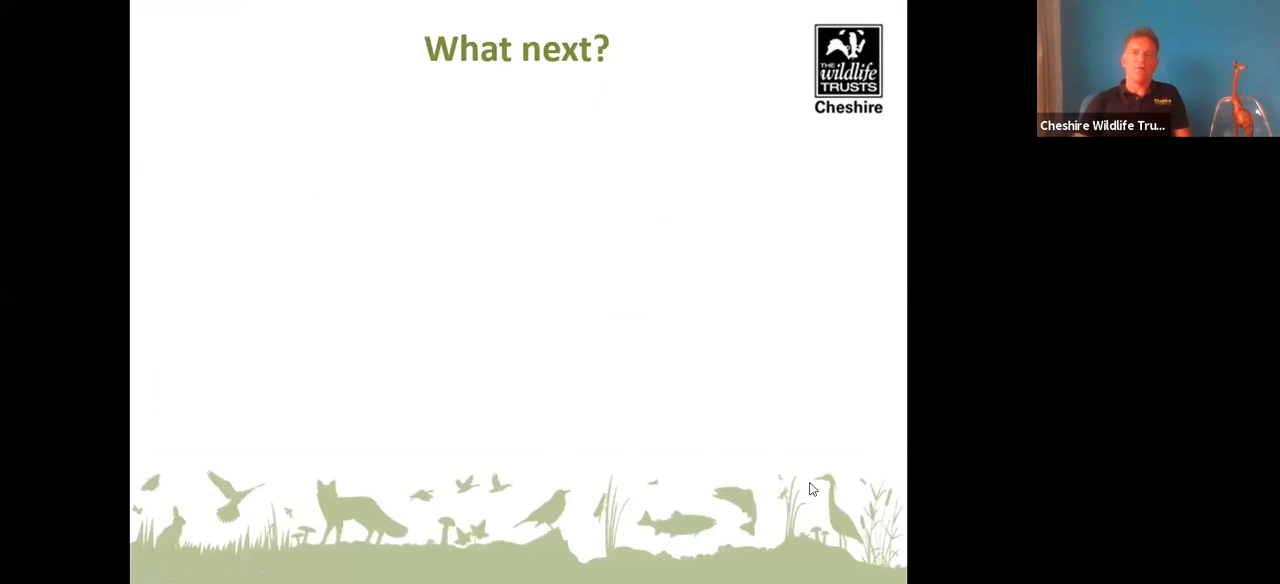 What next?
THE
wildlife
TRUSTS
Cheshire
Cheshire Wildlife Tru...